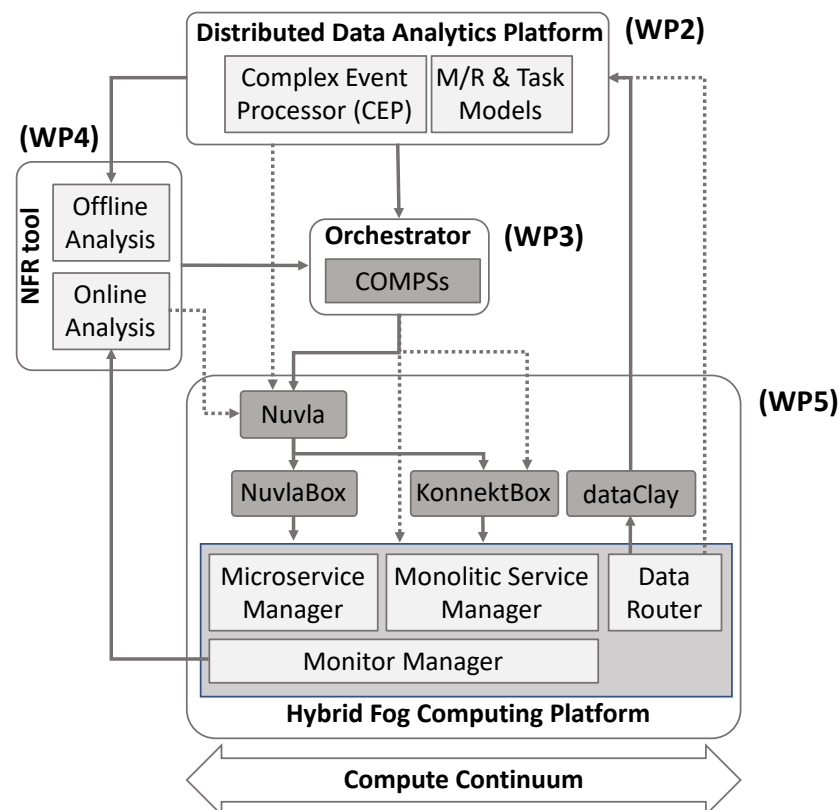 Distributed Data Analytics Platform
(WP2)
Complex Event
Processor (CEP)
M/R & Task
Models
(WP4)
NFR tool
Offline
Analysis
Online
Analysis
Orchestrator
(WP3)
COMPSs
(WP5)
Nuvla
NuvlaBox
KonnektBox
dataClay
Microservice
Manager
Monolitic Service
Manager
Data
Router
Monitor Manager
Hybrid Fog Computing Platform
Compute Continuum